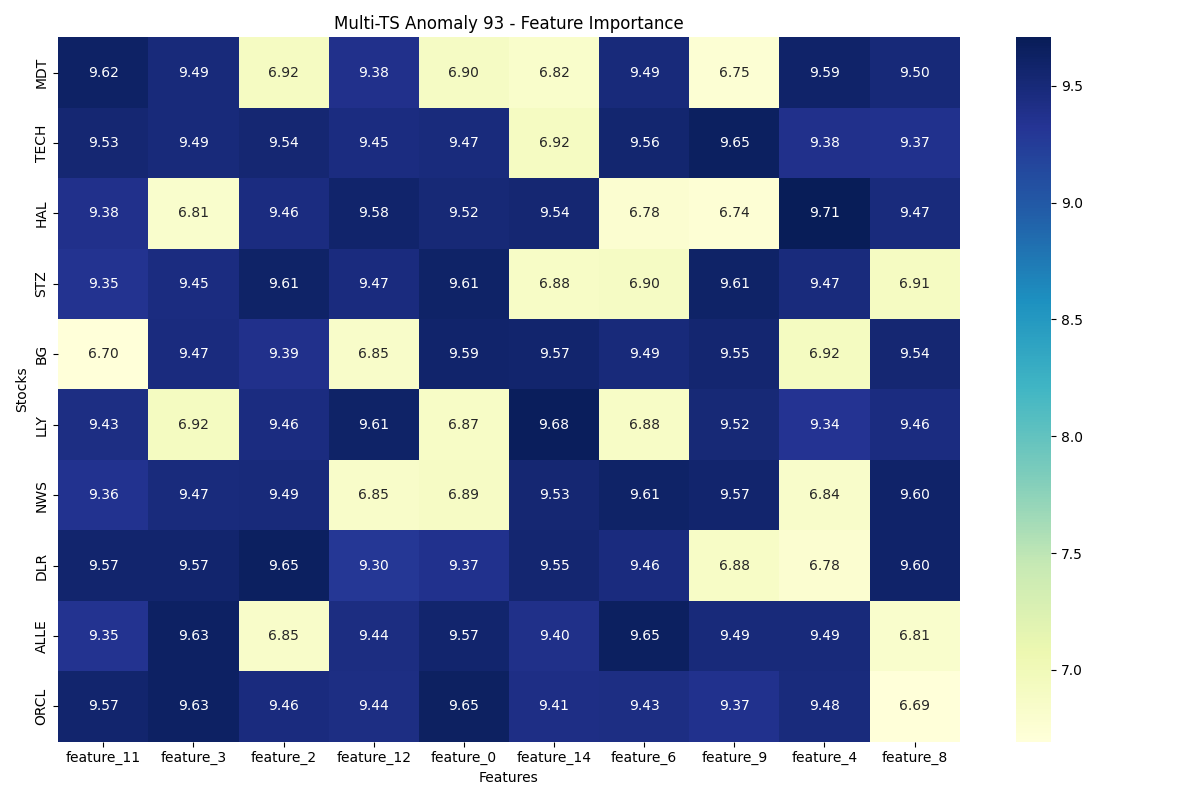 Multi-TS Anomaly 93 - Feature Importance
MDT 9.62 9.49 6.92 9.38 6.90 6.82 9.49 6.75 9.59 9.50
TECH 9.53 9.49 9.54 9.45 9.47 6.92 9.56 9.65 9.38 9.37
HAL 9.38 6.81 9.46 9.58 9.52 9.54 6.78 6.74 9.71 9.47
STZ 9.35 9.45 9.61 9.47 9.61 6.88 6.90 9.61 9.47 6.91
BG 6.70 9.47 9.39 6.85 9.59 9.57 9.49 9.55 6.92 9.54
LLY 9.43 6.92 9.46 9.61 6.87 9.68 6.88 9.52 9.34 9.46
NWS 9.36 9.47 9.49 6.85 6.89 9.53 9.61 9.57 6.84 9.60
DLR 9.57 9.57 9.65 9.30 9.37 9.55 9.46 6.88 6.78 9.60
ALLE 9.35 9.63 6.85 9.44 9.57 9.40 9.65 9.49 9.49 6.81
ORCL 9.57 9.63 9.46 9.44 9.65 9.41 9.43 9.37 9.48 6.69
feature_11 feature_3 feature_2 feature_12 feature_0 feature_14 feature_6 feature_9 feature_4 feature_8
Features
Stocks
9.5
9.0
8.5
8.0
7.5
7.0